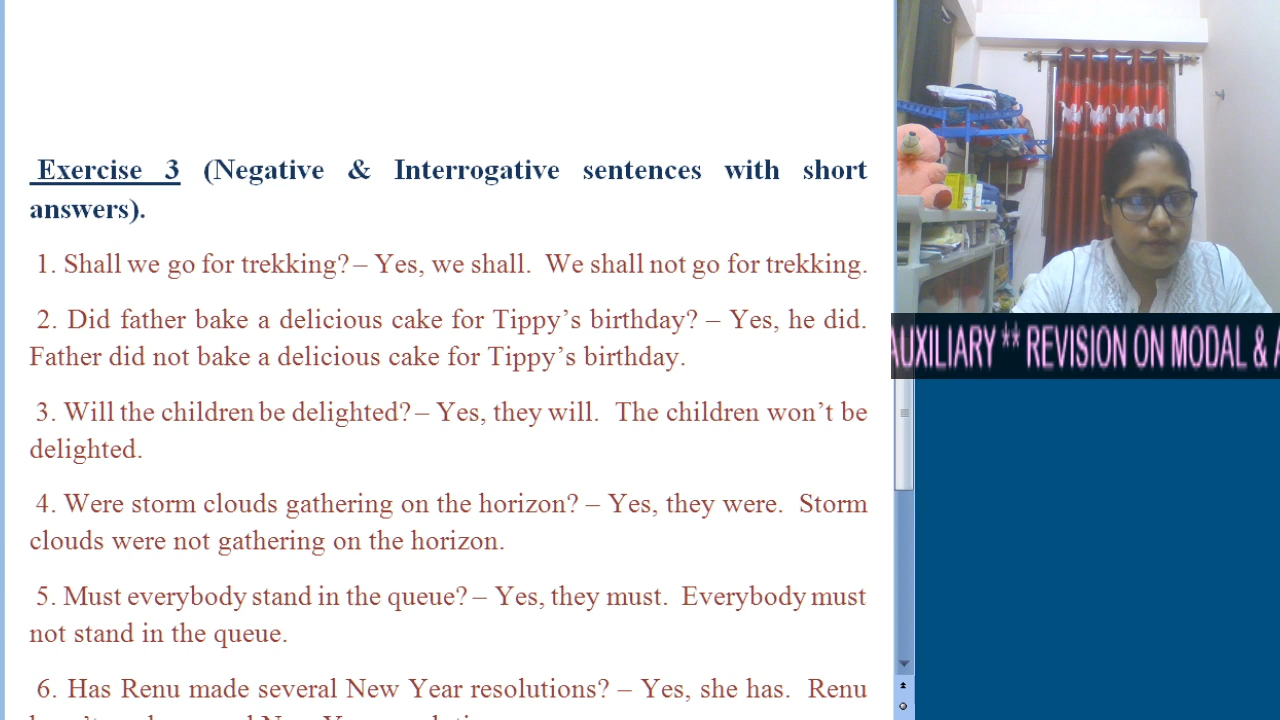 Exercise 3 (Negative & Interrogative sentences with short
answers).
1. Shall we go for trekking? – Yes, we shall. We shall not go for trekking.
2. Did father bake a delicious cake for Tippy's birthday? – Yes, he did.
Father did not bake a delicious cake for Tippy's birthday.
3. Will the children be delighted? – Yes, they will. The children won't be
delighted.
4. Were storm clouds gathering on the horizon? – Yes, they were. Storm
clouds were not gathering on the horizon.
5. Must everybody stand in the queue? – Yes, they must. Everybody must
not stand in the queue.
6. Has Renu made several New Year resolutions? – Yes, she has. Renu
AUXILIARY ** REVISION ON MODAL & A